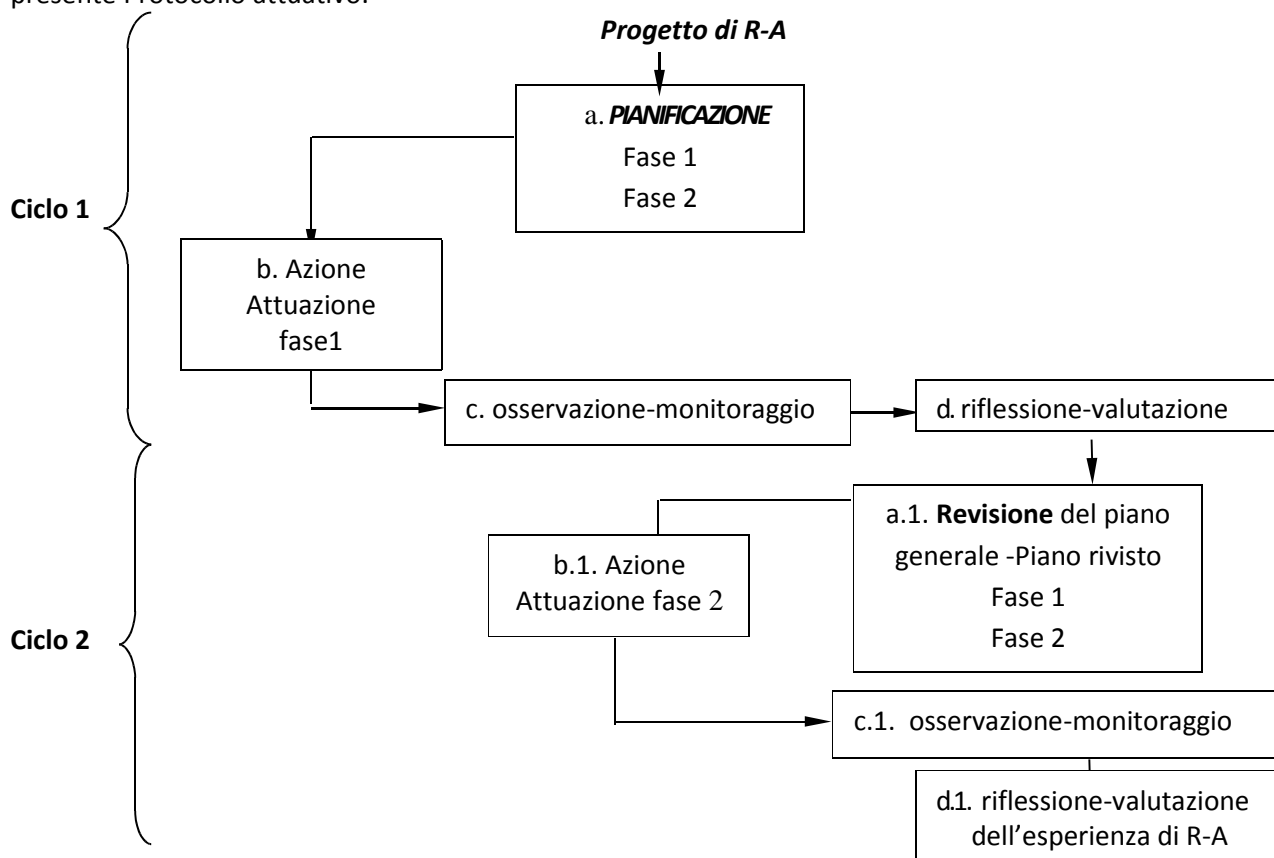 presente Protocollo attuativo.
Progetto di R-A
a. PIANIFICAZIONE
Fase 1
Fase 2
Ciclo 1
b. Azione
Attuazione
fase1
c. osservazione-monitoraggio
d. riflessione-valutazione
a.1. Revisione del piano
generale -Piano rivisto
Fase 1
Fase 2
b.1. Azione
Attuazione fase 2
Ciclo 2
c.1. osservazione-monitoraggio
d.1. riflessione-valutazione
dell’esperienza di R-A